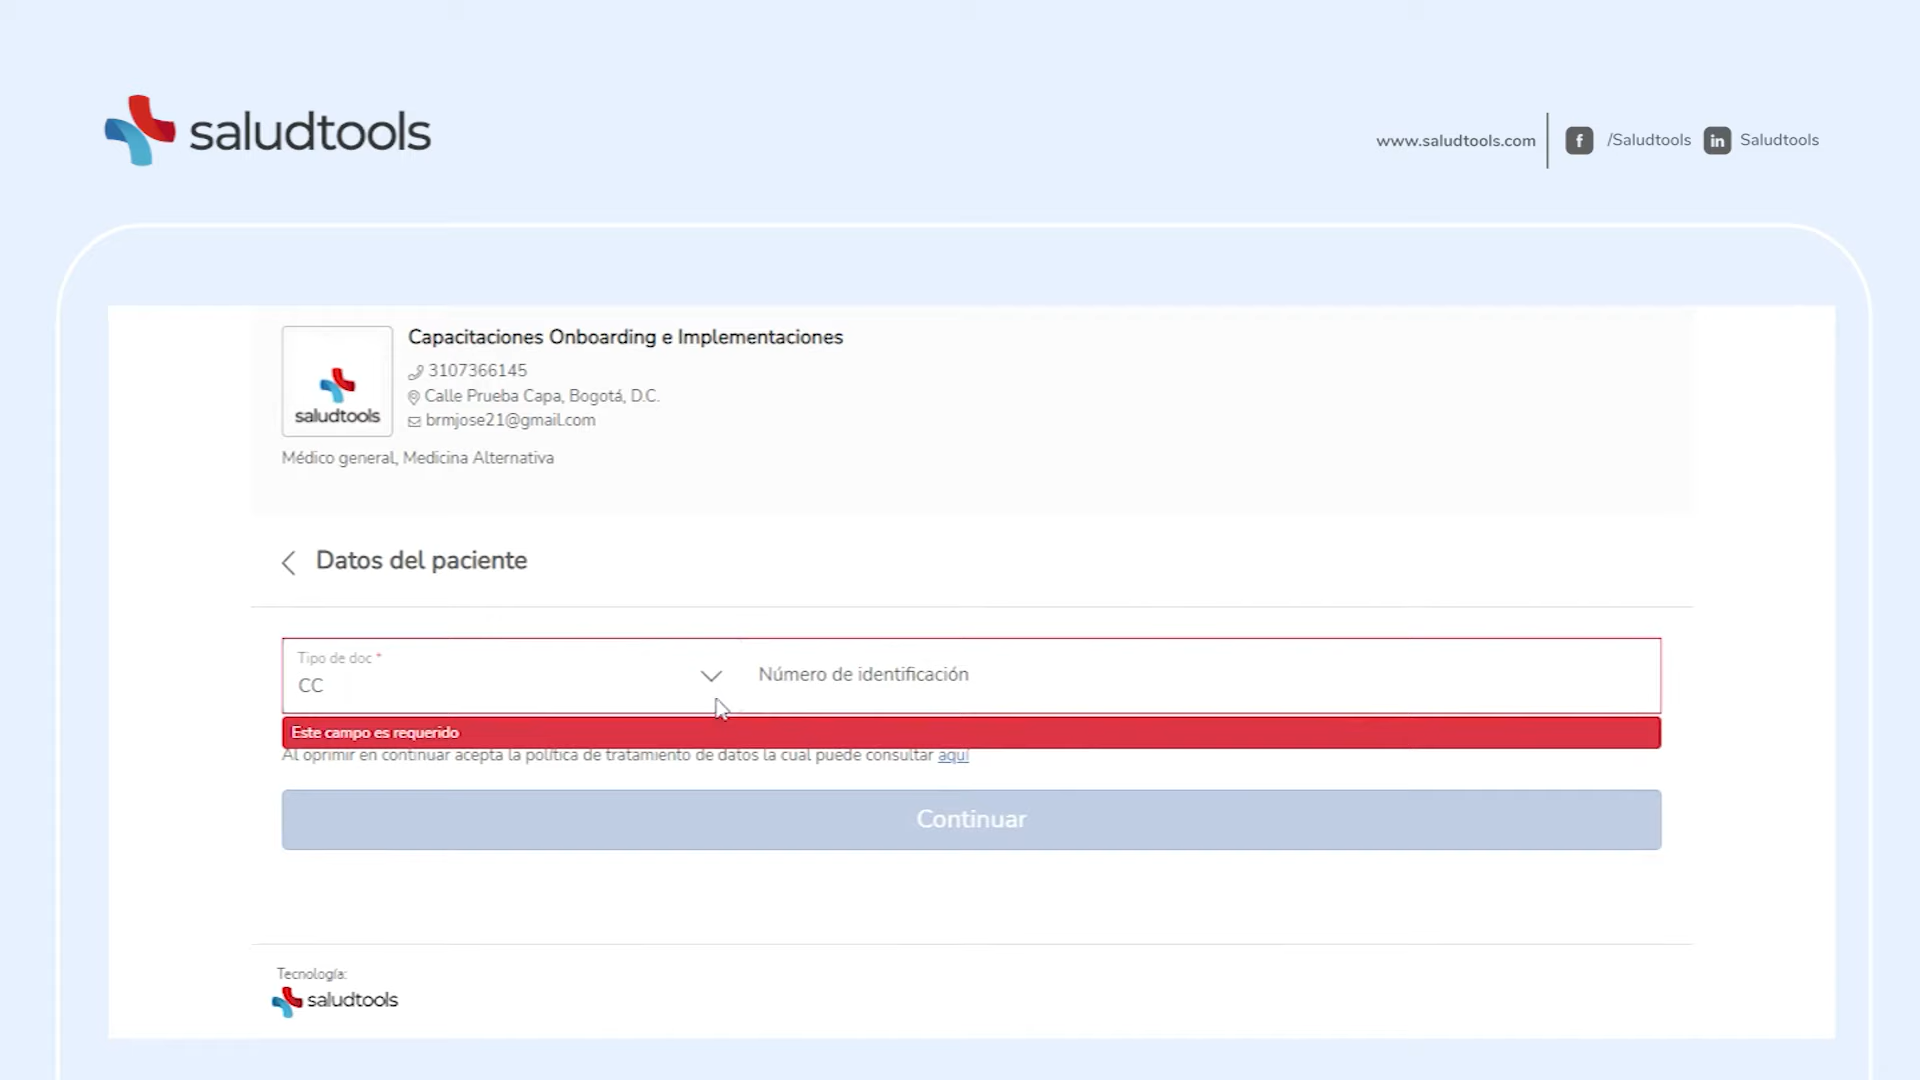 saludtools
www.saludtools.com
f /Saludtools in Saludtools
saludtools
Capacitaciones Onboarding e Implementaciones
3107366145
Calle Prueba Capa, Bogotá, D.C.
brmjose21@gmail.com
Médico general, Medicina Alternativa
Datos del paciente
Tipo de doc *
CC
Número de identificación
Este campo es requerido
Al oprimir en continuar acepta la política de tratamiento de datos la cual puede consultar aquí
Continuar
Tecnología:
saludtools